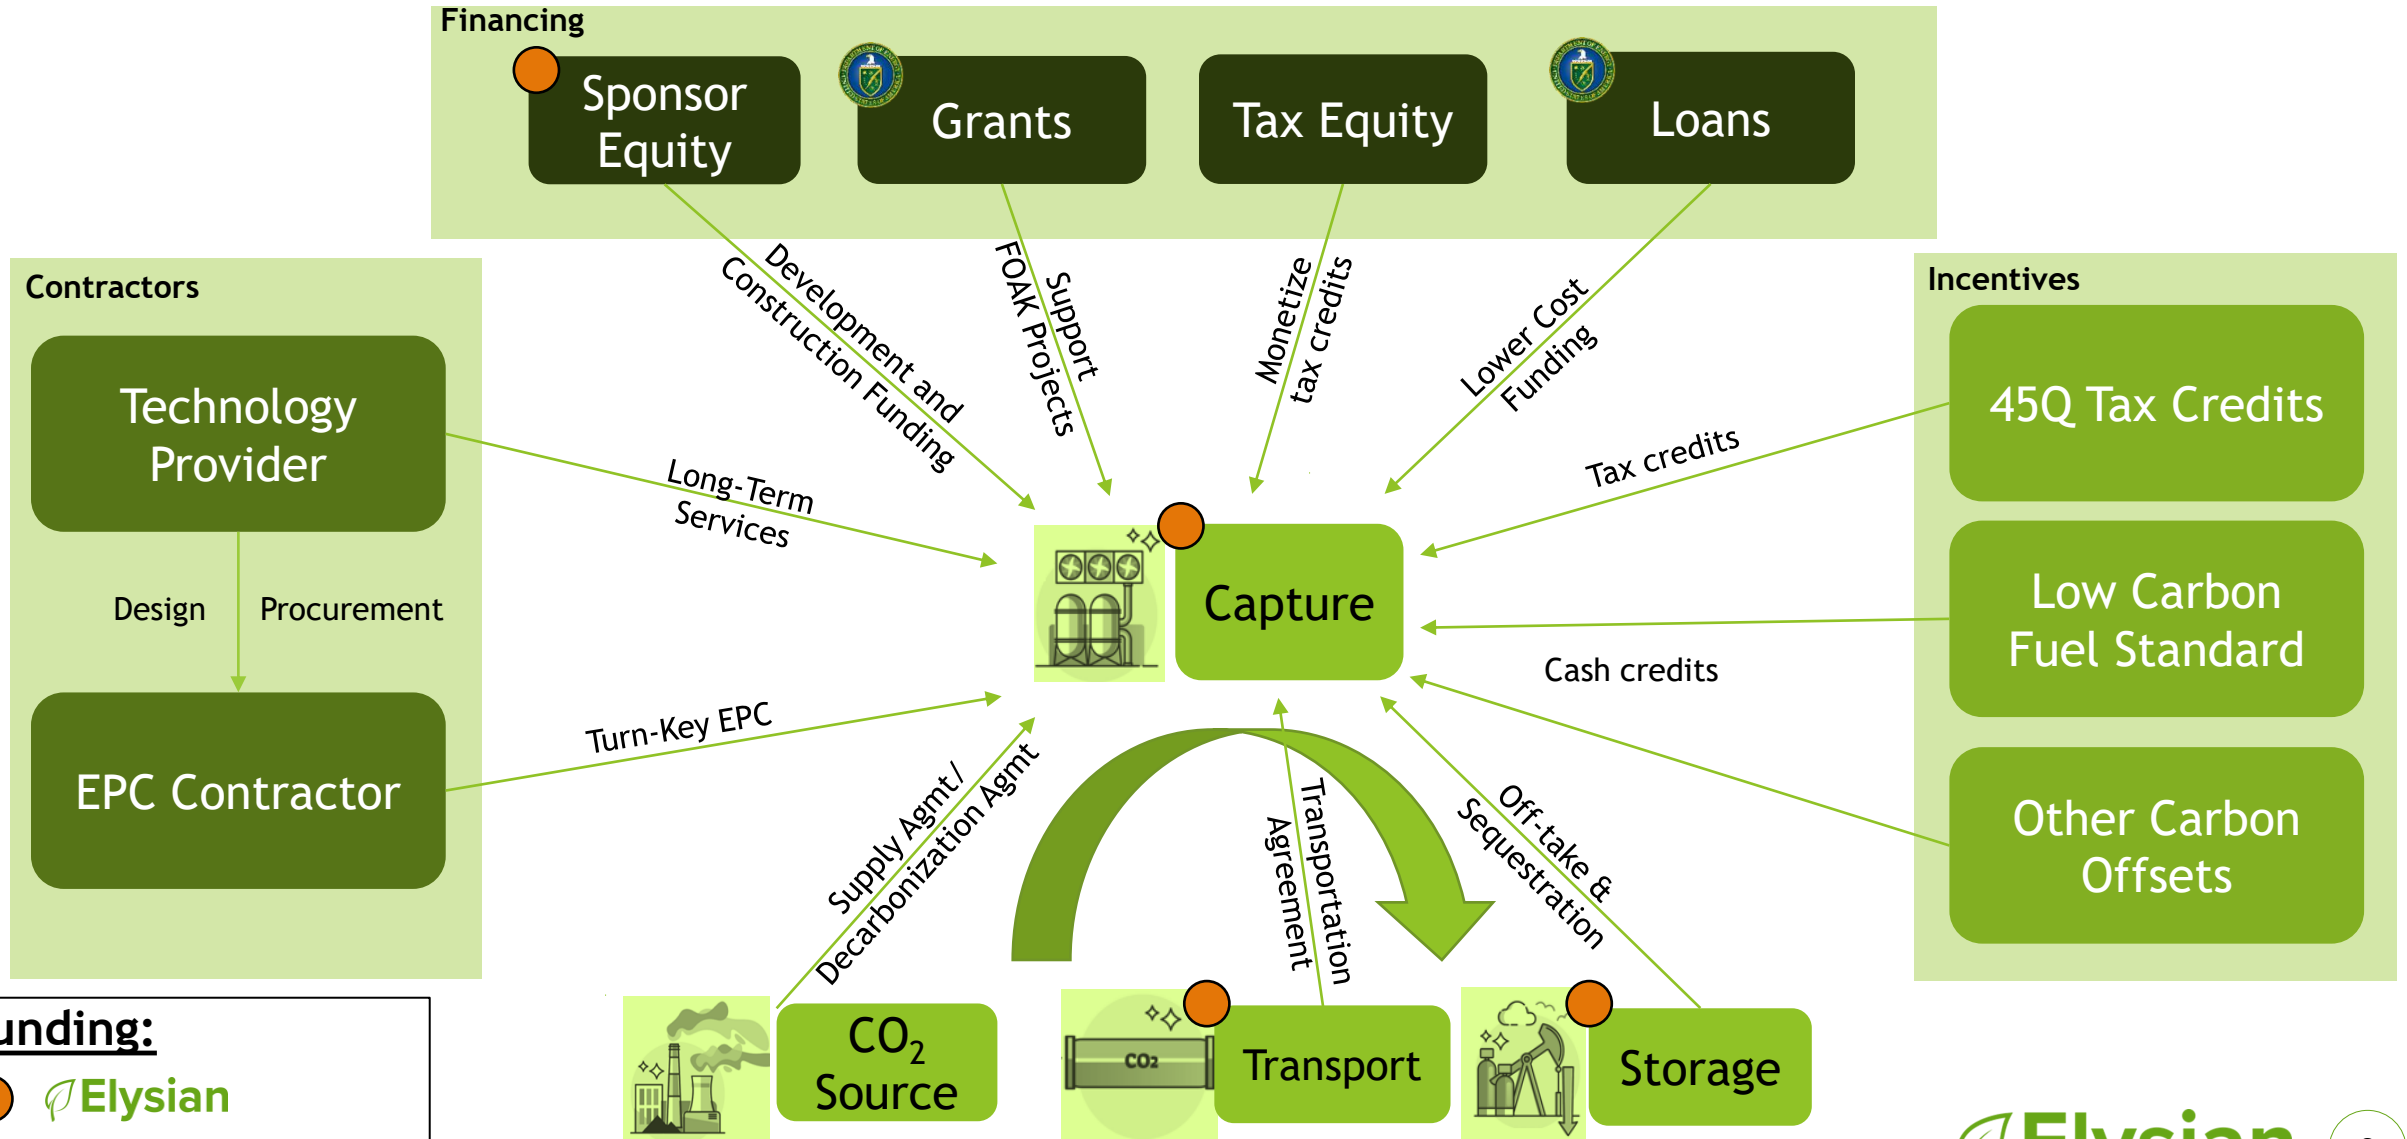 Financing
Sponsor
Equity
Grants
Tax Equity
Loans
Development and
Construction Funding
Support
FOAK Projects
Monetize
tax credits
Lower Cost
Funding
Contractors
Technology
Provider
Design
Procurement
EPC Contractor
Long-Term
Services
Turn-Key EPC
Capture
Incentives
45Q Tax Credits
Low Carbon
Fuel Standard
Other Carbon
Offsets
Tax credits
Cash credits
Supply Agmt/
Decarbonization Agmt
Transportation
Agreement
Off-take &
Sequestration
CO₂
Source
CO₂
Transport
Storage
unding:
Elysian
Elysian